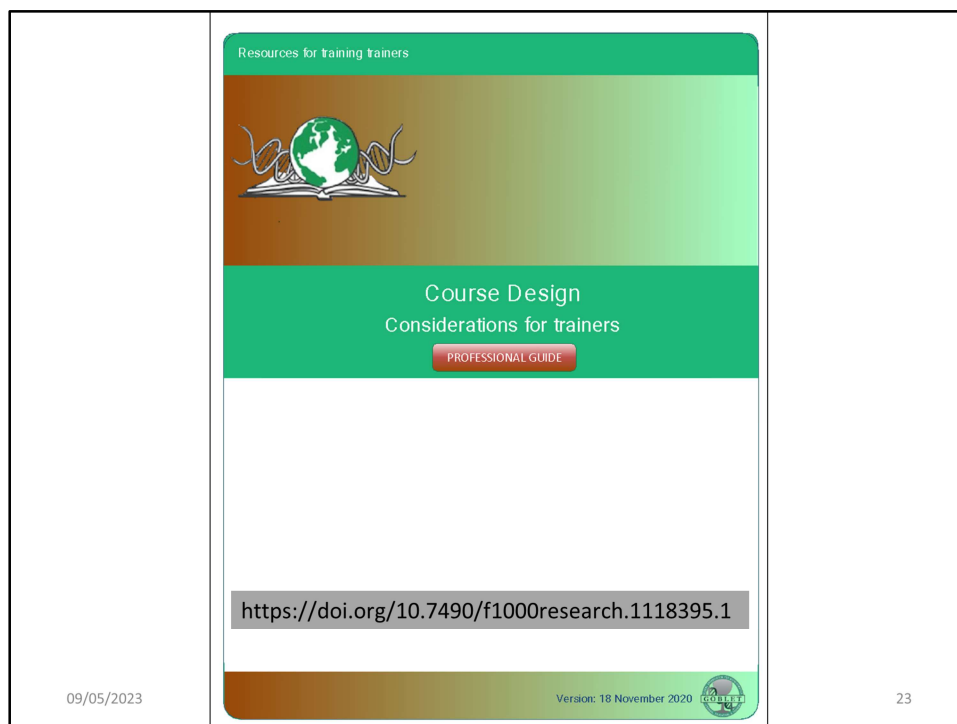 Resources for training trainers
Course Design
Considerations for trainers
PROFESSIONAL GUIDE
https://doi.org/10.7490/f1000research.1118395.1
Version: 18 November 2020
GOBLET
09/05/2023
23